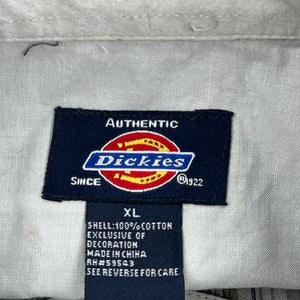 AUTHENTIC
Dickies
SINCE ®1922
XL
SHELL:100%COTTON
EXCLUSIVE OF
DECORATION
MADE IN CHINA
RN#59543
SEE REVERSE FOR CARE.